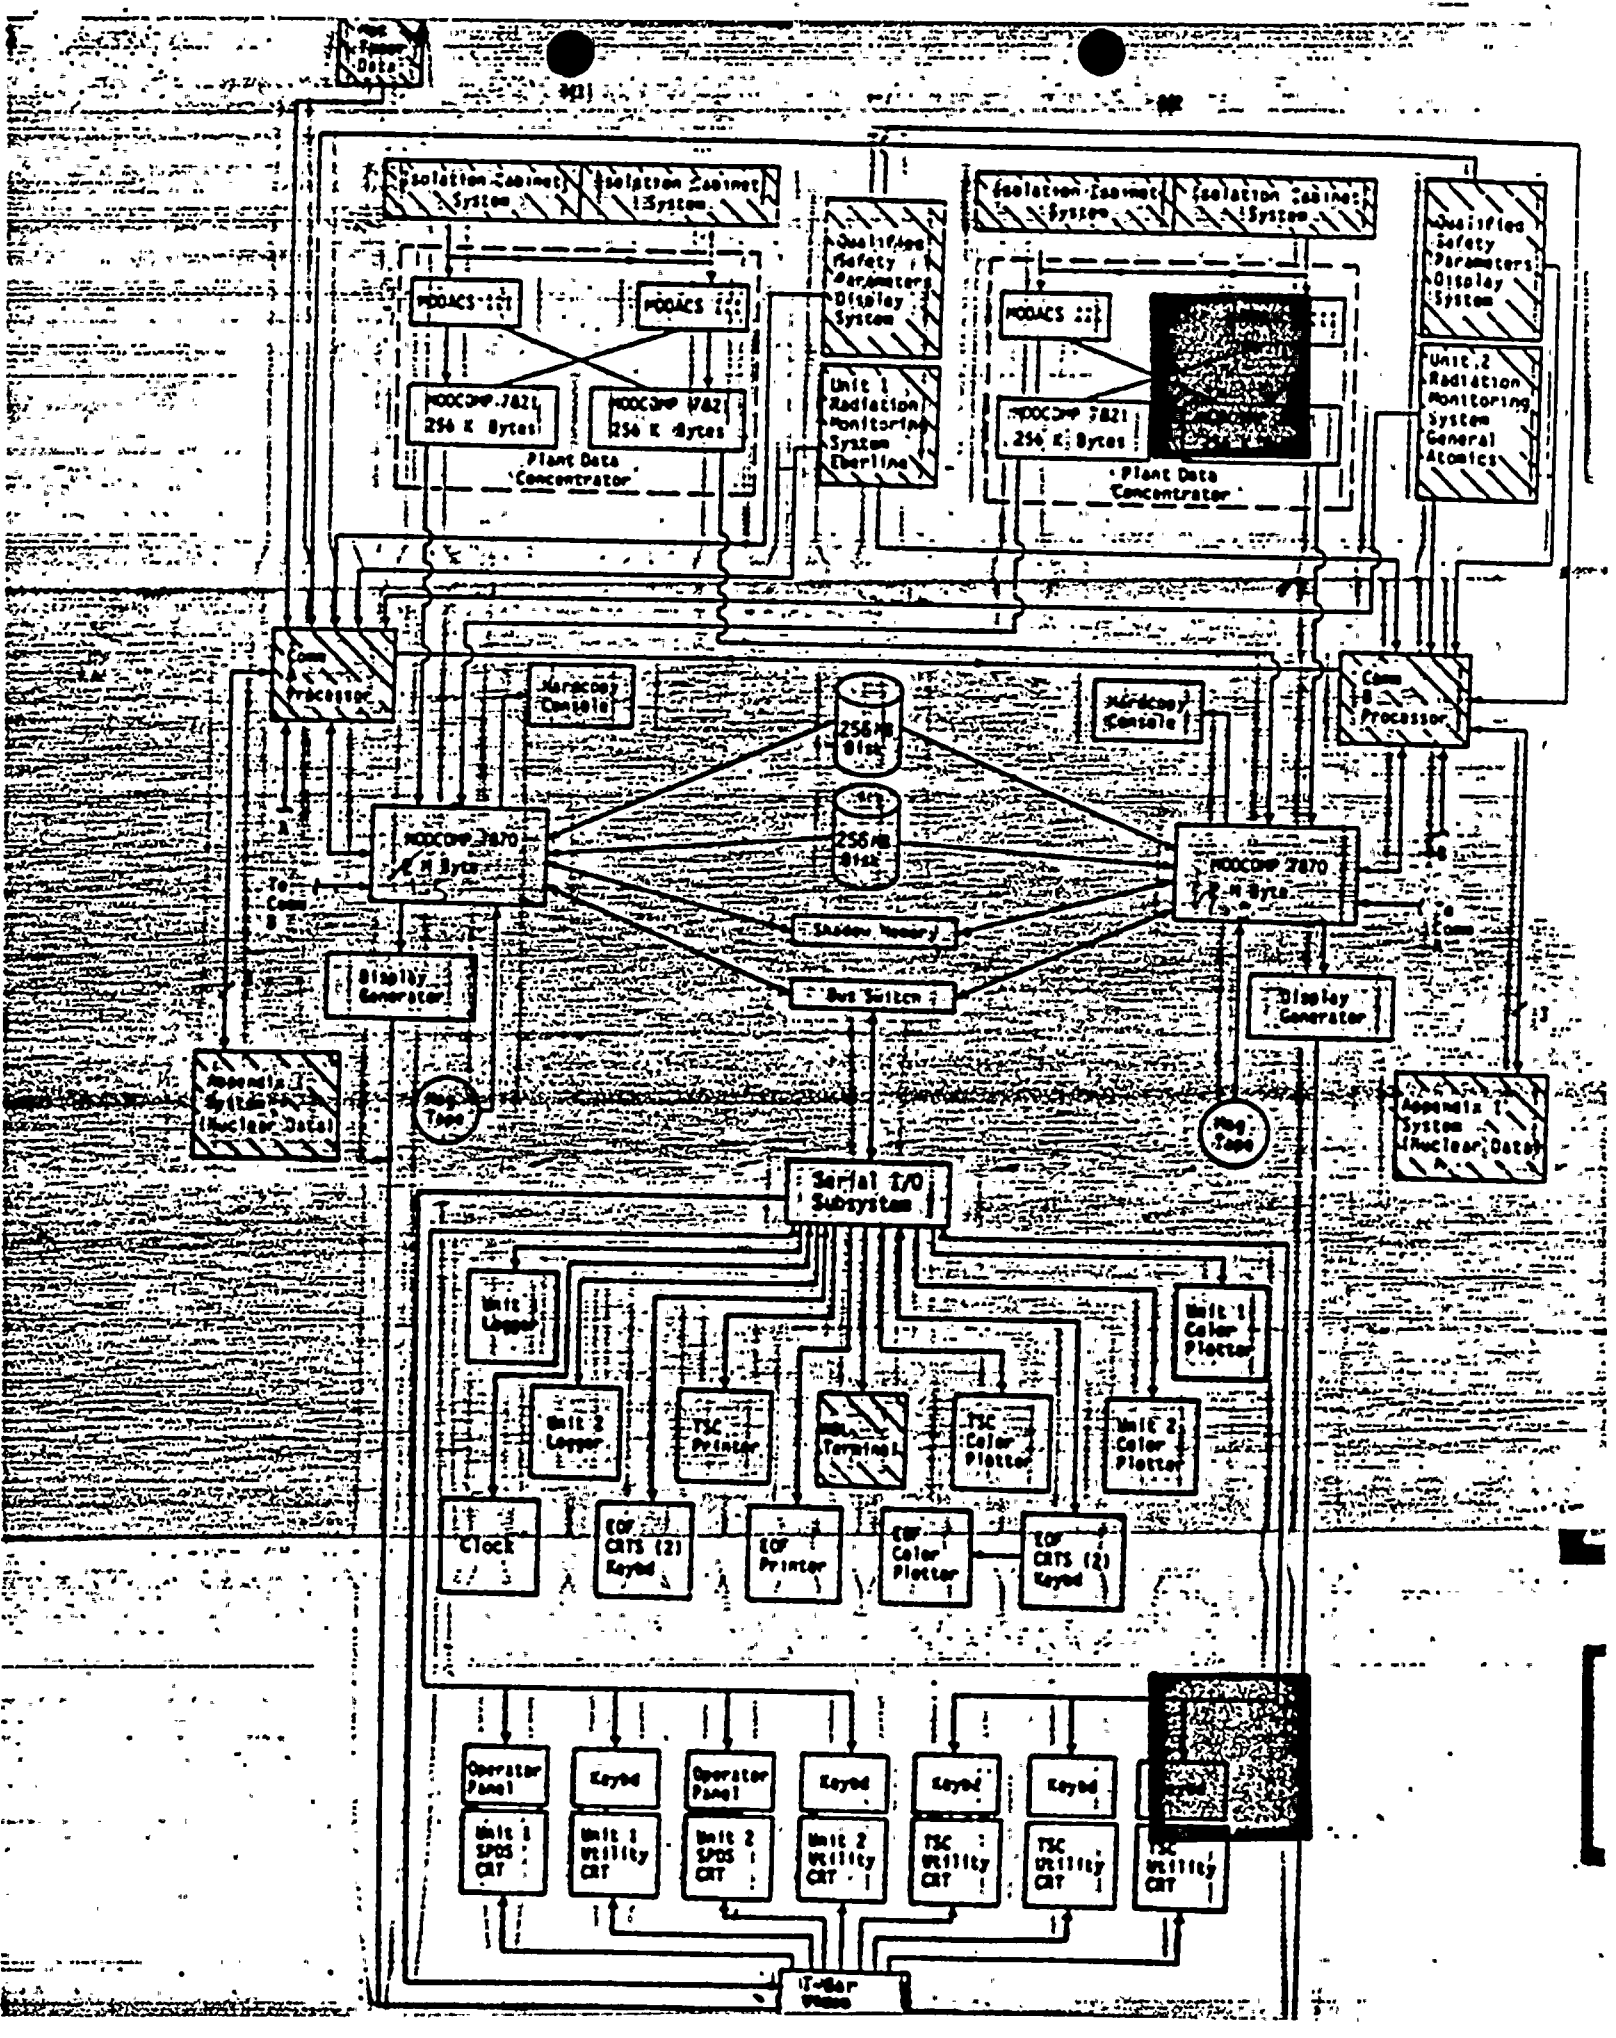 Tower
Data
Isolation Cabinet
System
Isolation Cabinet
System
Isolation Cabinet
System
Isolation Cabinet
System
Qualified
Safety
Parameters
Display
System
Qualified
Safety
Parameters
Display
System
MODACS
MODACS
MODACS
MODCOMP 7821
256 K Bytes
MODCOMP 7821
256 K Bytes
Plant Data
Concentrator
Unit 1
Radiation
Monitoring
System
Eberline
MODCOMP 7821
256 K Bytes
Plant Data
Concentrator
Unit 2
Radiation
Monitoring
System
General
Atomics
Comm
A
Processor
Hardcopy
Console
256 MB
Disk
Hardcopy
Console
Comm
B
Processor
A
MODCOMP 7870
2 M Byte
256 MB
Disk
MODCOMP 7870
2 M Byte
B
To
Comm
B
To
Comm
A
Shadow Memory
Bus Switch
Display
Generator
Display
Generator
3
Appendix I
System
(Nuclear Data)
Mag
Tape
Mag
Tape
Appendix I
System
(Nuclear Data)
A
Serial I/O
Subsystem
Unit 1
Logger
Unit 1
Color
Plotter
Unit 2
Logger
TSC
Printer
Terminal
TSC
Color
Plotter
Unit 2
Color
Plotter
Clock
EOF
CRTS (2)
Keybd
EOF
Printer
EOF
Color
Plotter
EOF
CRTS (2)
Keybd
Operator
Panel
Keybd
Operator
Panel
Keybd
Keybd
Keybd
Unit 1
SPDS
CRT
Unit 1
Utility
CRT
Unit 2
SPDS
CRT
Unit 2
Utility
CRT
TSC
Utility
CRT
TSC
Utility
CRT
TSC
Utility
CRT
T-Bar
Video